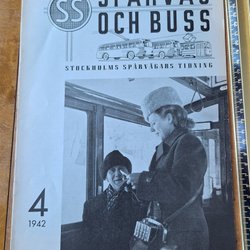 SS
SPÅRVÄG
OCH BUSS
STOCKHOLMS SPÅRVÄGARS TIDNING
4
1942